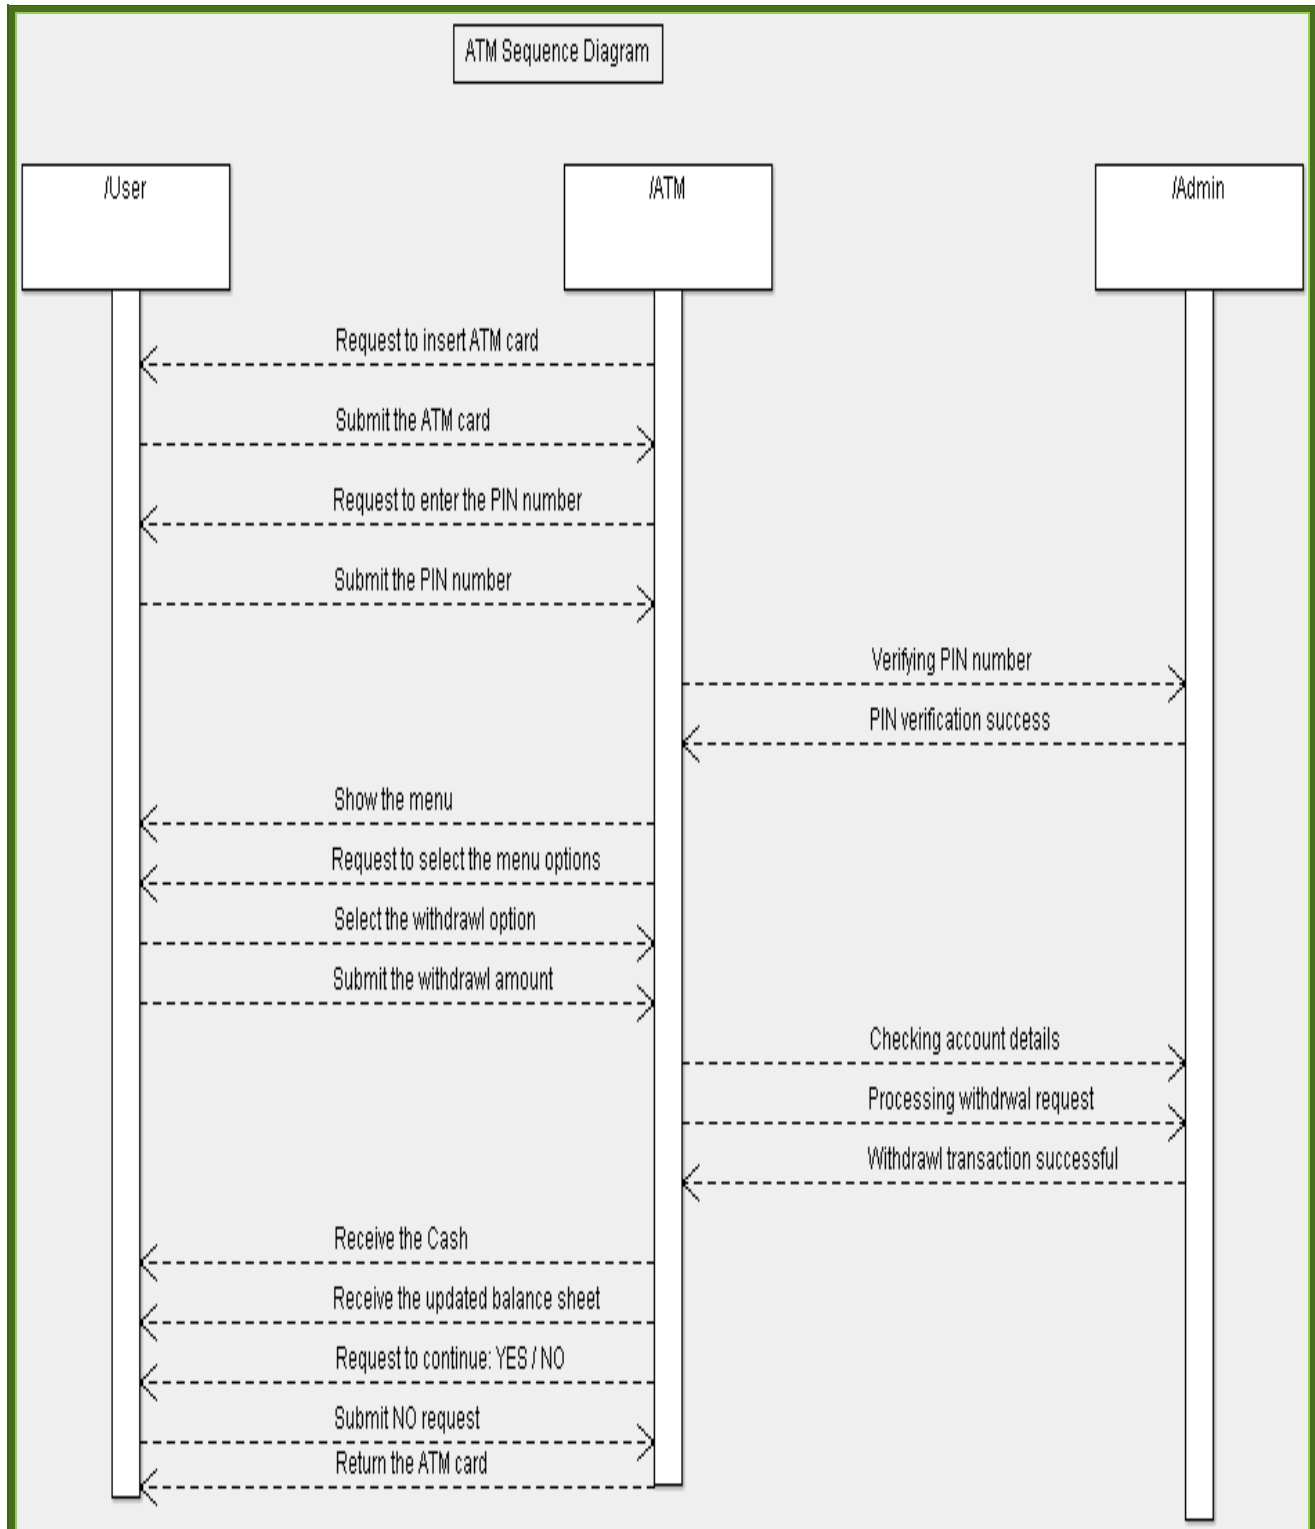 ATM Sequence Diagram
/User
/ATM
/Admin
Request to insert ATM card
Submit the ATM card
Request to enter the PIN number
Submit the PIN number
Verifying PIN number
PIN verification success
Show the menu
Request to select the menu options
Select the withdrawl option
Submit the withdrawl amount
Checking account details
Processing withdrwal request
Withdrawl transaction successful
Receive the Cash
Receive the updated balance sheet
Request to continue: YES / NO
Submit NO request
Return the ATM card